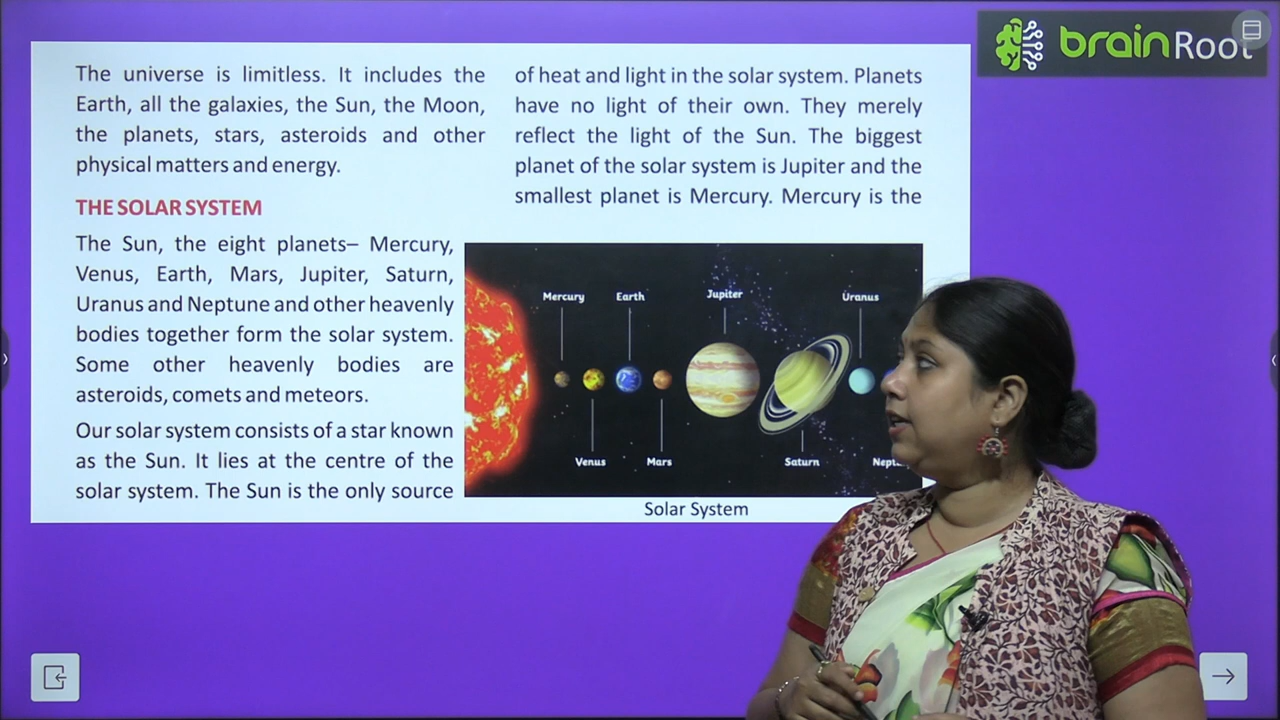 The universe is limitless. It includes the
Earth, all the galaxies, the Sun, the Moon,
the planets, stars, asteroids and other
physical matters and energy.
THE SOLAR SYSTEM
The Sun, the eight planets– Mercury,
Venus, Earth, Mars, Jupiter, Saturn,
Uranus and Neptune and other heavenly
bodies together form the solar system.
Some other heavenly bodies are
asteroids, comets and meteors.
Our solar system consists of a star known
as the Sun. It lies at the centre of the
solar system. The Sun is the only source
of heat and light in the solar system. Planets
have no light of their own. They merely
reflect the light of the Sun. The biggest
planet of the solar system is Jupiter and the
smallest planet is Mercury. Mercury is the
Mercury Earth Jupiter Uranus
Venus Mars Saturn
Solar System
brainRoot